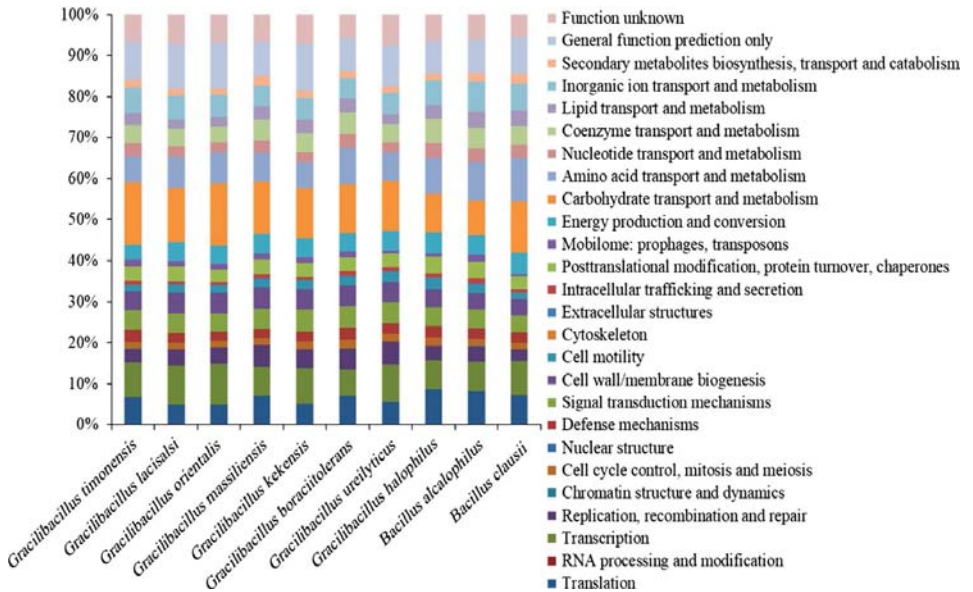 100%
90%
80%
70%
60%
50%
40%
30%
20%
10%
0%
Gracilibacillus timonensis
Gracilibacillus lacisalsi
Gracilibacillus orientalis
Gracilibacillus massiliensis
Gracilibacillus kekensis
Gracilibacillus boraciitolerans
Gracilibacillus ureilyticus
Gracilibacillus halophilus
Bacillus alcalophilus
Bacillus clausii
Function unknown
General function prediction only
Secondary metabolites biosynthesis, transport and catabolism
Inorganic ion transport and metabolism
Lipid transport and metabolism
Coenzyme transport and metabolism
Nucleotide transport and metabolism
Amino acid transport and metabolism
Carbohydrate transport and metabolism
Energy production and conversion
Mobilome: prophages, transposons
Posttranslational modification, protein turnover, chaperones
Intracellular trafficking and secretion
Extracellular structures
Cytoskeleton
Cell motility
Cell wall/membrane biogenesis
Signal transduction mechanisms
Defense mechanisms
Nuclear structure
Cell cycle control, mitosis and meiosis
Chromatin structure and dynamics
Replication, recombination and repair
Transcription
RNA processing and modification
Translation